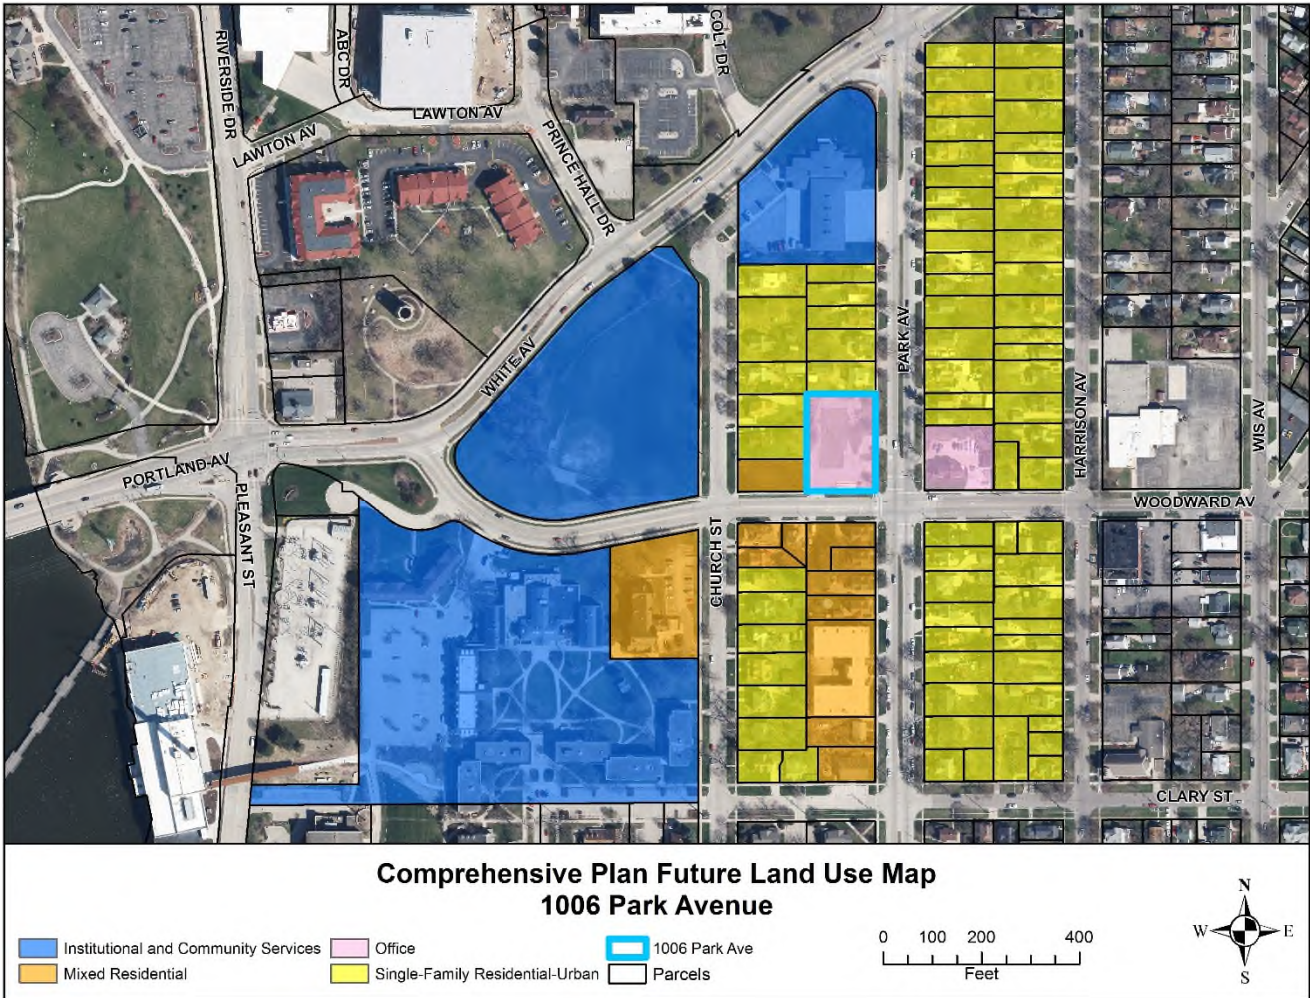 RIVERSIDE DR
ABC DR
COLT DR
LAWTON AV
LAWTON AV
PRINCE HALL DR
WHITE AV
PARK AV
HARRISON AV
WIS AV
PORTLAND AV
PLEASANT ST
CHURCH ST
WOODWARD AV
CLARY ST
Comprehensive Plan Future Land Use Map
1006 Park Avenue
Institutional and Community Services
Office
1006 Park Ave
Mixed Residential
Single-Family Residential-Urban
Parcels
0 100 200 400
Feet
N
W E
S